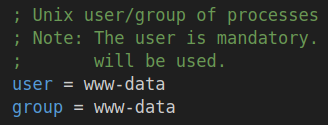 ; Unix user/group of processes
; Note: The user is mandatory.
;       will be used.
user = www-data
group = www-data